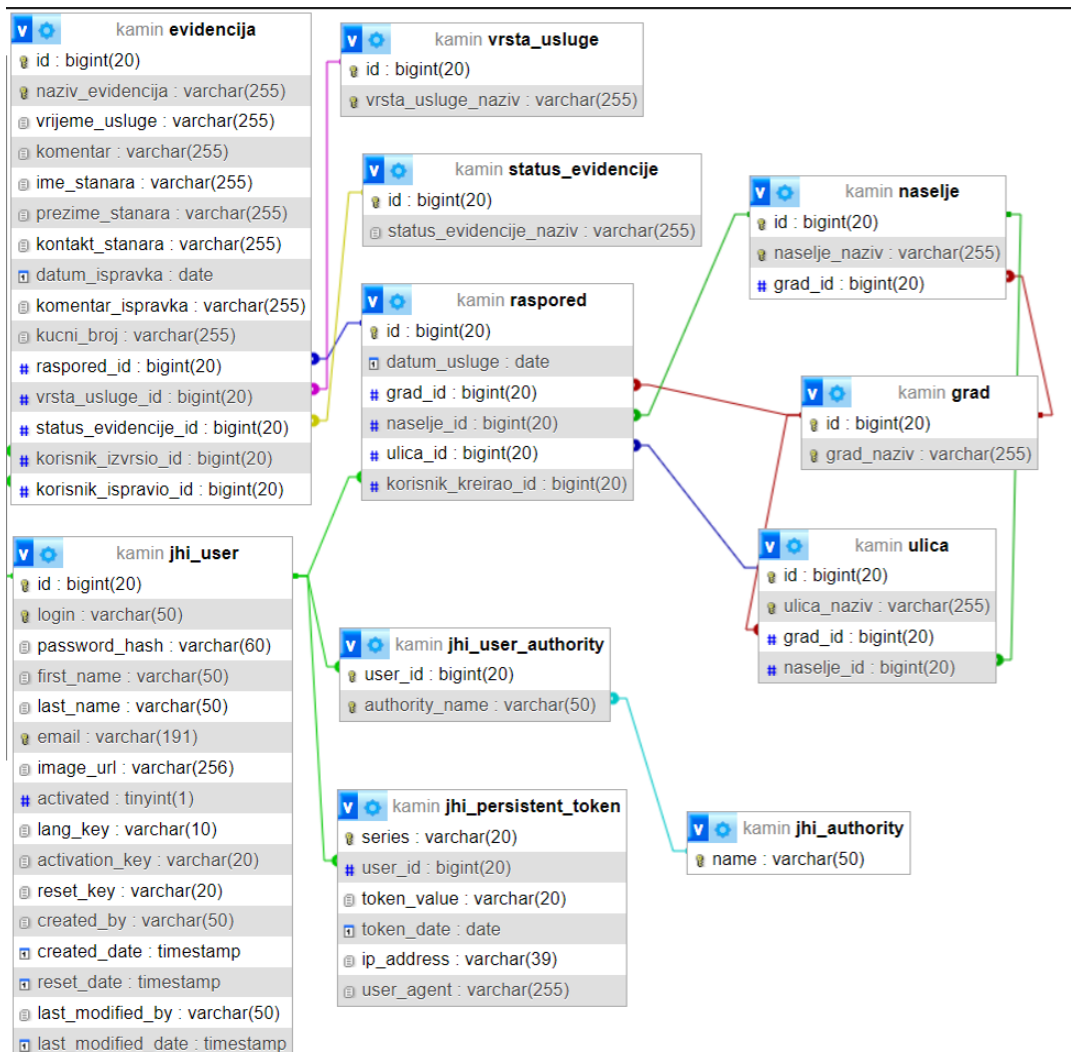 kamin evidencija
id : bigint(20)
naziv_evidencija : varchar(255)
vrijeme_usluge : varchar(255)
komentar : varchar(255)
ime_stanara : varchar(255)
prezime_stanara : varchar(255)
kontakt_stanara : varchar(255)
datum_ispravka : date
komentar_ispravka : varchar(255)
kucni_broj : varchar(255)
raspored_id : bigint(20)
vrsta_usluge_id : bigint(20)
status_evidencije_id : bigint(20)
korisnik_izvrsio_id : bigint(20)
korisnik_ispravio_id : bigint(20)
kamin vrsta_usluge
id : bigint(20)
vrsta_usluge_naziv : varchar(255)
kamin status_evidencije
id : bigint(20)
status_evidencije_naziv : varchar(255)
kamin raspored
id : bigint(20)
datum_usluge : date
grad_id : bigint(20)
naselje_id : bigint(20)
ulica_id : bigint(20)
korisnik_kreirao_id : bigint(20)
kamin naselje
id : bigint(20)
naselje_naziv : varchar(255)
grad_id : bigint(20)
kamin grad
id : bigint(20)
grad_naziv : varchar(255)
kamin ulica
id : bigint(20)
ulica_naziv : varchar(255)
grad_id : bigint(20)
naselje_id : bigint(20)
kamin jhi_user
id : bigint(20)
login : varchar(50)
password_hash : varchar(60)
first_name : varchar(50)
last_name : varchar(50)
email : varchar(191)
image_url : varchar(256)
activated : tinyint(1)
lang_key : varchar(10)
activation_key : varchar(20)
reset_key : varchar(20)
created_by : varchar(50)
created_date : timestamp
reset_date : timestamp
last_modified_by : varchar(50)
last_modified_date : timestamp
kamin jhi_user_authority
user_id : bigint(20)
authority_name : varchar(50)
kamin jhi_persistent_token
series : varchar(20)
user_id : bigint(20)
token_value : varchar(20)
token_date : date
ip_address : varchar(39)
user_agent : varchar(255)
kamin jhi_authority
name : varchar(50)